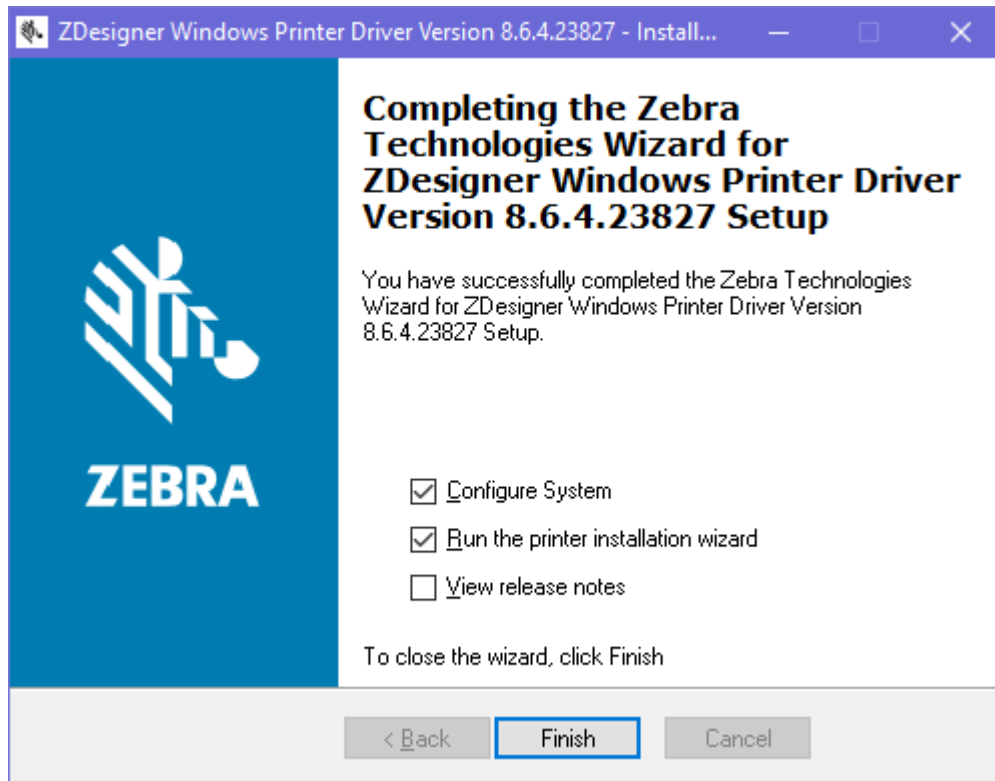 ZDesigner Windows Printer Driver Version 8.6.4.23827 - Install...
Completing the Zebra
Technologies Wizard for
ZDesigner Windows Printer Driver
Version 8.6.4.23827 Setup
You have successfully completed the Zebra Technologies
Wizard for ZDesigner Windows Printer Driver Version
8.6.4.23827 Setup.
ZEBRA
Configure System
Run the printer installation wizard
View release notes
To close the wizard, click Finish
< Back
Finish
Cancel